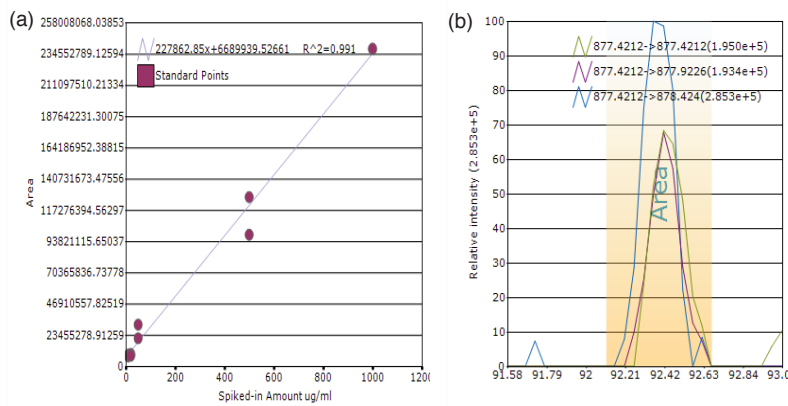 (a)
258008068.03853
234552789.12594
211097510.21334
187642231.30075
164186952.38815
140731673.47556
117276394.56297
93821115.65037
70365836.73778
46910557.82519
23455278.91259
0
227862.85x+6689939.52661 R^2=0.991
Standard Points
Area
0 200 400 600 800 1000 1200
Spiked-in Amount ug/ml
(b)
100
90
80
70
60
50
40
30
20
10
0
877.4212->877.4212(1.950e+5)
877.4212->877.9226(1.934e+5)
877.4212->878.424(2.853e+5)
Area
Relative intensity (2.853e+5)
91.58 91.79 92 92.21 92.42 92.63 92.84 93.0